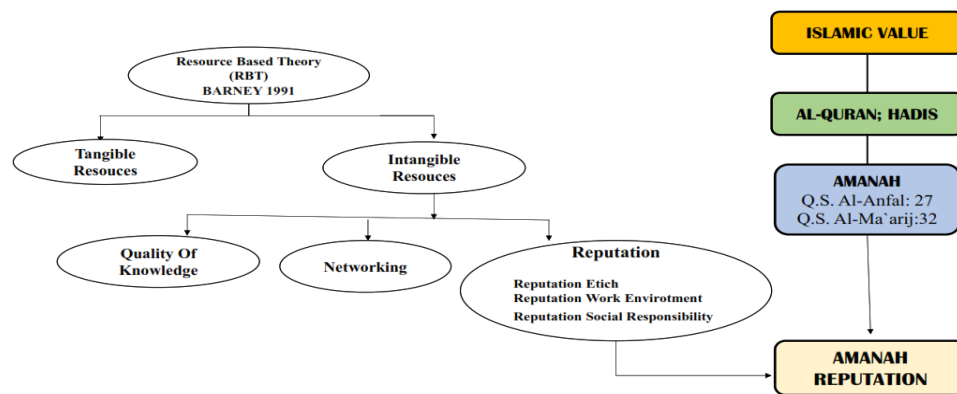 Resource Based Theory
(RBT)
BARNEY 1991
Tangible
Resouces
Intangible
Resouces
Quality Of
Knowledge
Networking
Reputation
Reputation Etich
Reputation Work Envirotment
Reputation Social Responsibility
ISLAMIC VALUE
AL-QURAN; HADIS
AMANAH
Q.S. Al-Anfal: 27
Q.S. Al-Ma`arij:32
AMANAH
REPUTATION